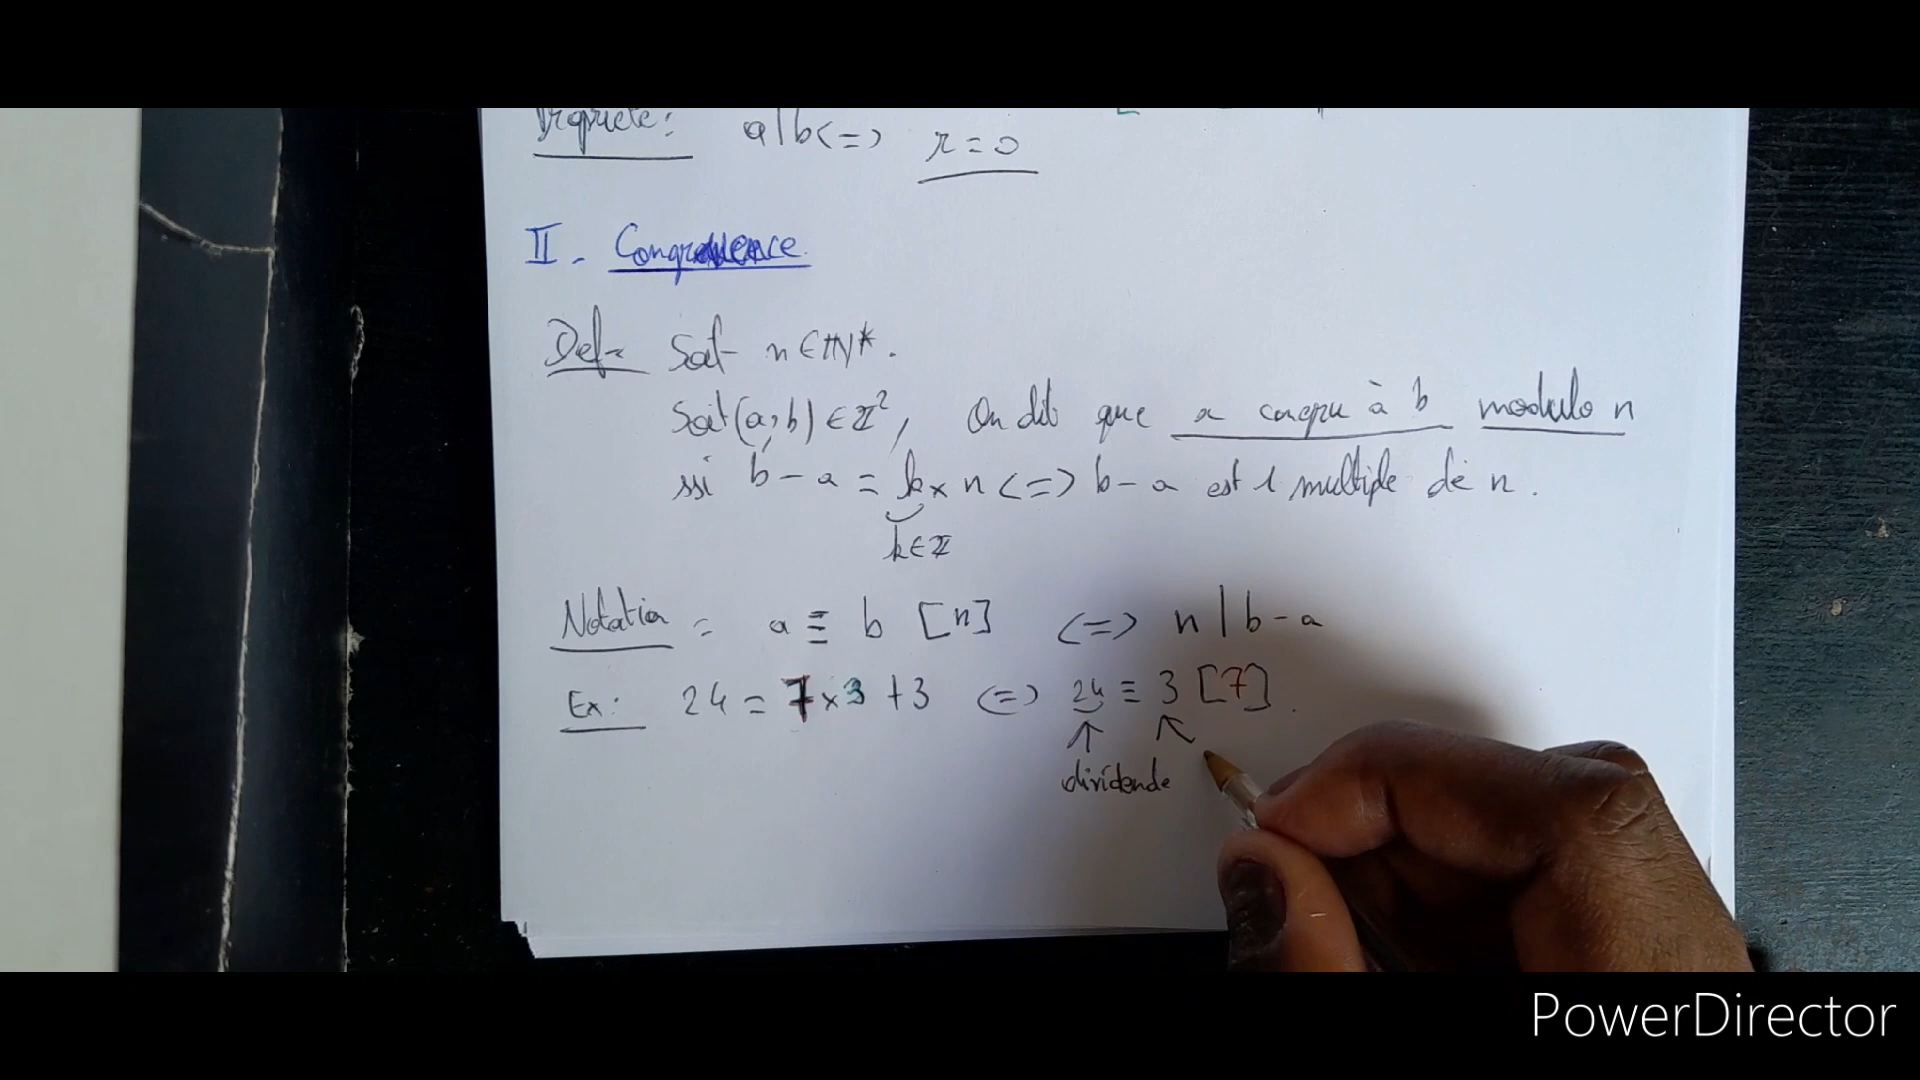 Propriété: a|b <=> r=0
II. Congruence
Def: Soit n ∈ IN*.
Soit (a,b) ∈ Z², On dit que a congru à b modulo n
ssi b-a = k × n <=> b-a est 1 multiple de n.
k ∈ Z
Notation = a ≡ b [n] <=> n | b-a
Ex: 24 = 7×3 +3 <=> 24 ≡ 3 [7].
dividende
PowerDirector